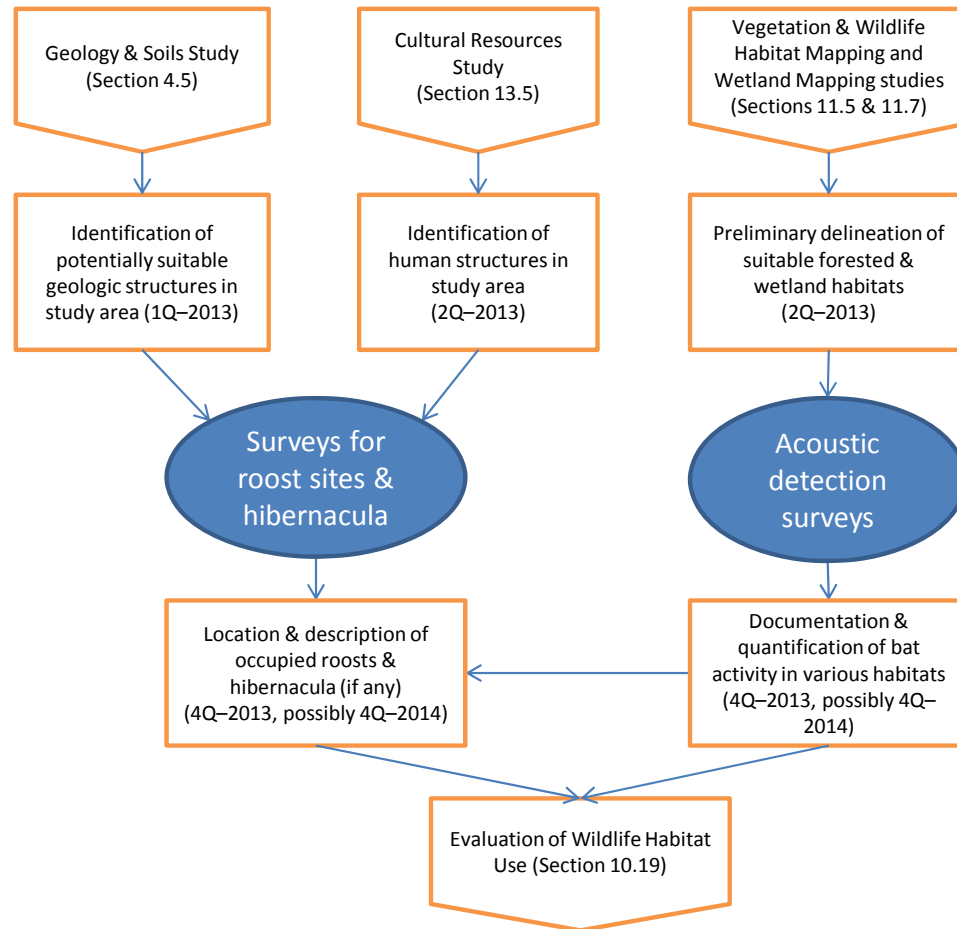 Geology & Soils Study
(Section 4.5)
Cultural Resources
Study
(Section 13.5)
Vegetation & Wildlife
Habitat Mapping and
Wetland Mapping studies
(Sections 11.5 & 11.7)
Identification of
potentially suitable
geologic structures in
study area (1Q–2013)
Identification of
human structures in
study area
(2Q–2013)
Preliminary delineation of
suitable forested &
wetland habitats
(2Q–2013)
Surveys for
roost sites &
hibernacula
Acoustic
detection
surveys
Location & description of
occupied roosts &
hibernacula (if any)
(4Q–2013, possibly 4Q–2014)
Documentation &
quantification of bat
activity in various habitats
(4Q–2013, possibly 4Q–
2014)
Evaluation of Wildlife Habitat
Use (Section 10.19)